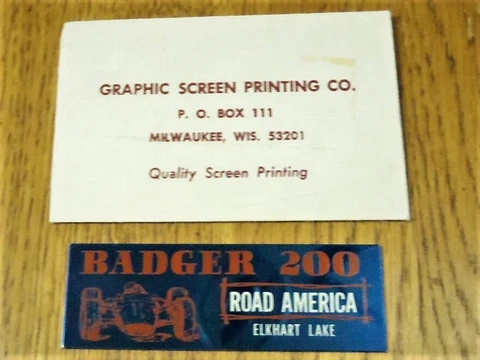 GRAPHIC SCREEN PRINTING CO.
P. O. BOX 111
MILWAUKEE, WIS. 53201
Quality Screen Printing
BADGER 200
ROAD AMERICA
ELKHART LAKE